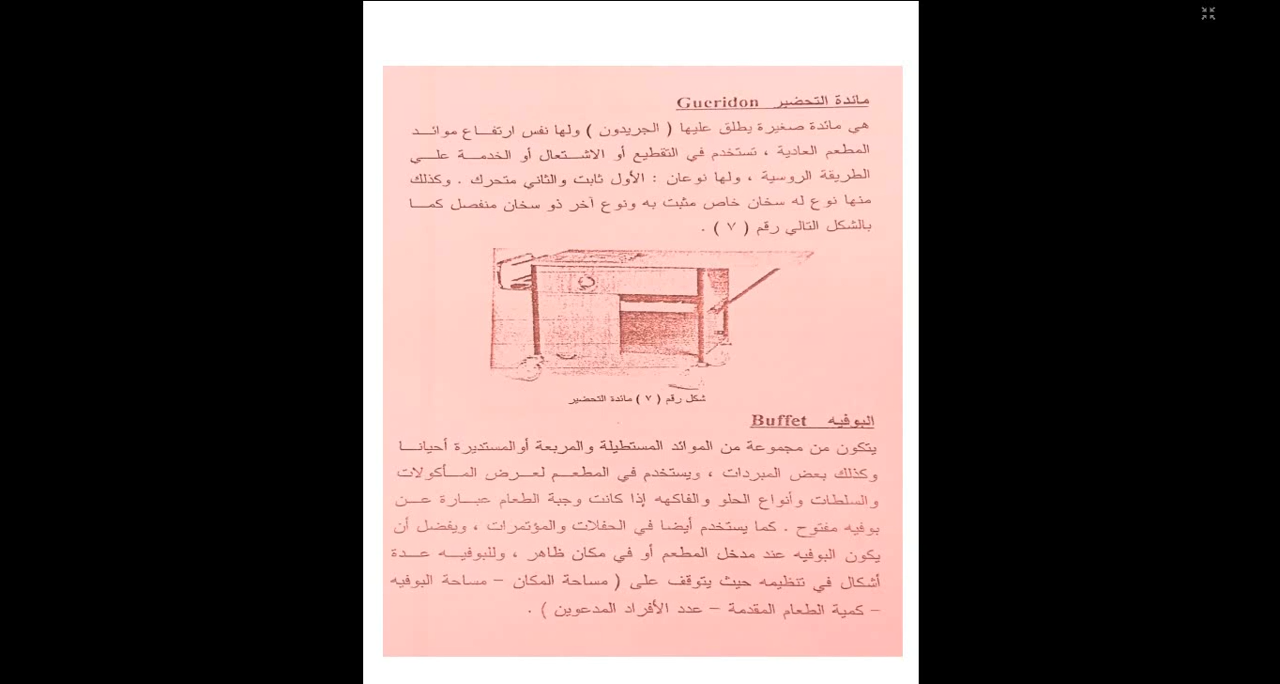 مائدة التحضير Gueridon
هي مائدة صغيرة يطلق عليها ( الجريدون ) ولها نفس ارتفاع موائد
المطعم العادية ، تستخدم في التقطيع أو الاشتعال أو الخدمة علي
الطريقة الروسية ، ولها نوعان : الأول ثابت والثاني متحرك . وكذلك
منها نوع له سخان خاص مثبت به ونوع آخر ذو سخان منفصل كما
بالشكل التالي رقم ( ٧ ) .
شكل رقم ( ٧ ) مائدة التحضير
البوفيه Buffet
يتكون من مجموعة من الموائد المستطيلة والمربعة أوالمستديرة أحيانا
وكذلك بعض المبردات ، ويستخدم في المطعم لعرض المأكولات
والسلطات وأنواع الحلو والفاكهه إذا كانت وجبة الطعام عبارة عن
بوفيه مفتوح . كما يستخدم أيضا في الحفلات والمؤتمرات ، ويفضل أن
يكون البوفيه عند مدخل المطعم أو في مكان ظاهر ، وللبوفيه عدة
أشكال في تنظيمه حيث يتوقف على ( مساحة المكان – مساحة البوفيه
– كمية الطعام المقدمة – عدد الأفراد المدعوين ) .